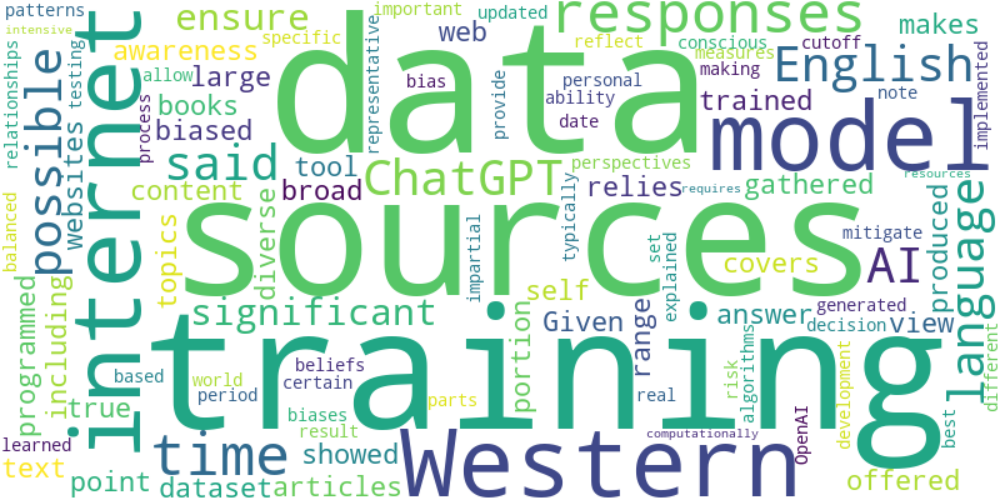 patterns
important
updated
responses
intensive
ensure
specific
representative
web
reflect
conscious
cutoff
makes
awareness
data
measures
English
implemented
relationships
testing
internet
allow
large
bias
personal
making
possible
process
books
provide
ability
trained
note
websites
biased
date
model
said
tool
ChatGPT
perspectives
resources
content
broad
relies
requires
gathered
balanced
topics
diverse
sources
impartial
typically
set
explained
covers
mitigate
AI
produced
language
programmed
including
significant
self
Given
range
answer
generated
decision
view
training
portion
based
world
beliefs
certain
period
real
risk
algorithms
development
different
true
biases
parts
result
best
learned
time
showed
Western
computationally
OpenAI
text
point
dataset
articles
offered